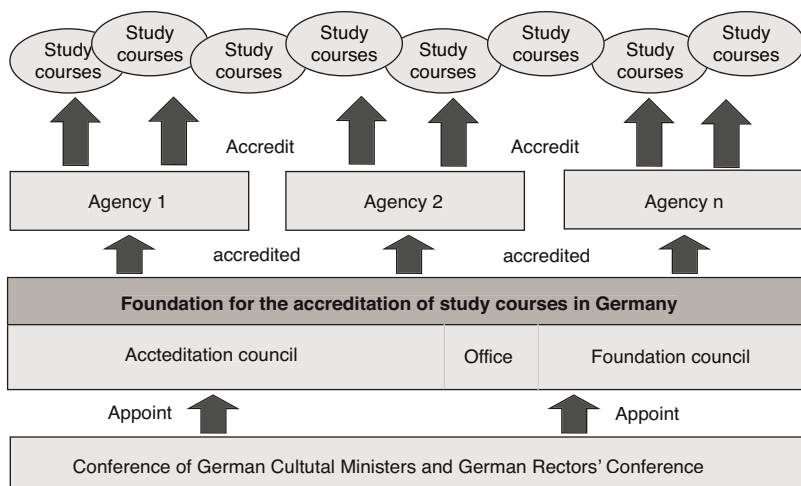 Study
courses
Study
courses
Study
courses
Study
courses
Study
courses
Study
courses
Study
courses
Study
courses
Accredit
Accredit
Agency 1
Agency 2
Agency n
accredited
accredited
Foundation for the accreditation of study courses in Germany
Accteditation council
Office
Foundation council
Appoint
Appoint
Conference of German Cultutal Ministers and German Rectors’ Conference